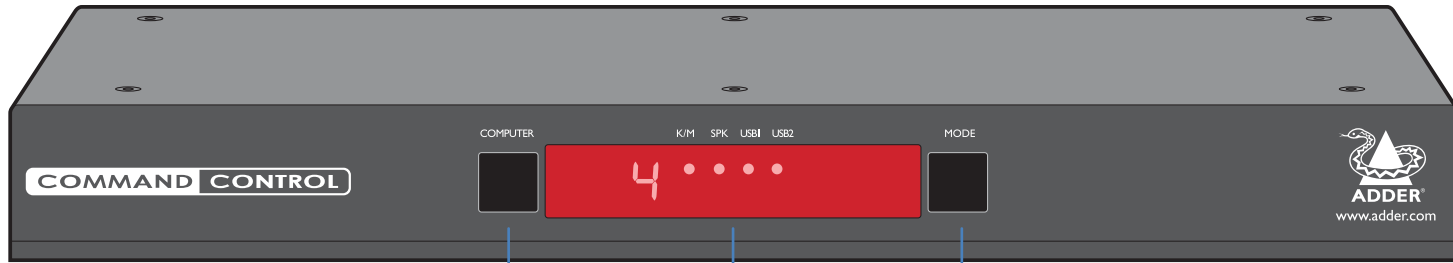 COMPUTER
K/M SPK USB1 USB2
MODE
COMMAND CONTROL
4
ADDER®
www.adder.com